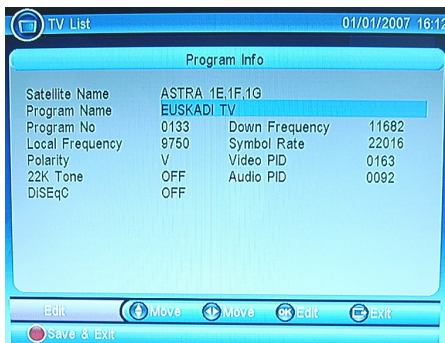 TV List 01/01/2007 16:12
Program Info
Satellite Name ASTRA 1E,1F,1G
Program Name EUSKADI TV
Program No 0133 Down Frequency 11682
Local Frequency 9750 Symbol Rate 22016
Polarity V Video PID 0163
22K Tone OFF Audio PID 0092
DiSEqC OFF
Edit Move Move OK Edit Exit
Save & Exit